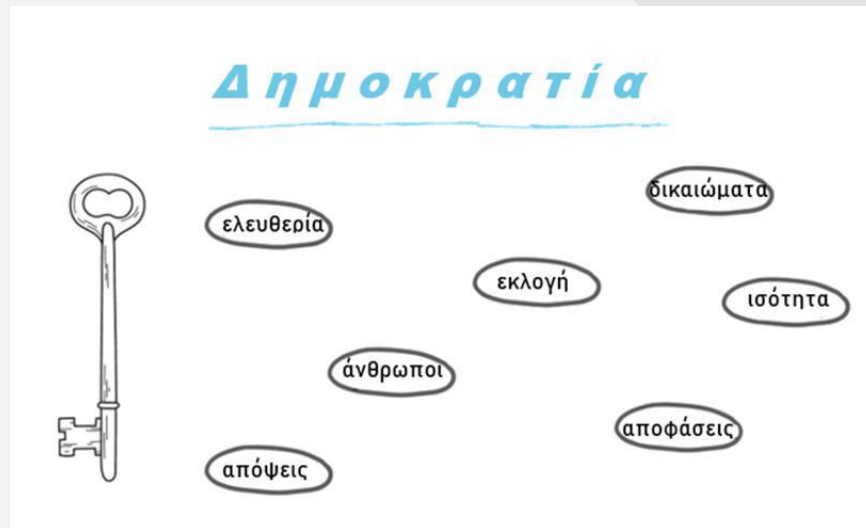 Δημοκρατία
δικαιώματα
ελευθερία
εκλογή
ισότητα
άνθρωποι
αποφάσεις
απόψεις